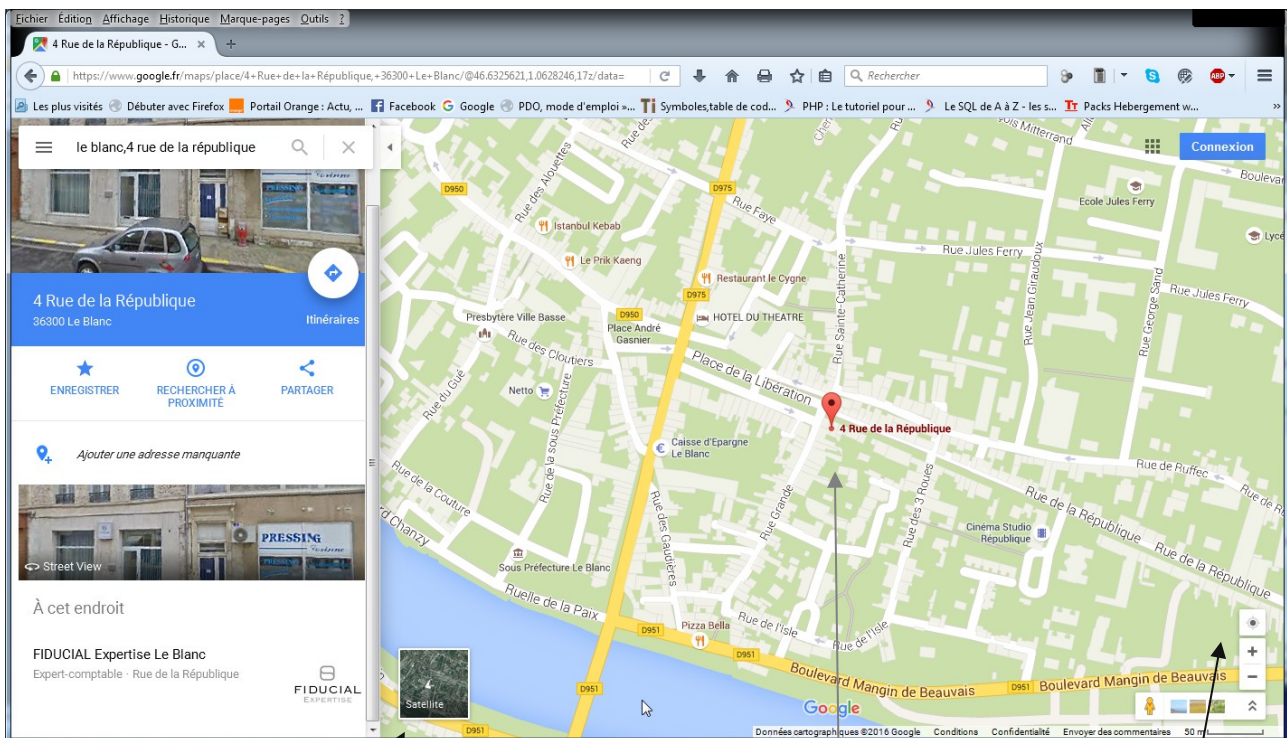 Fichier Édition Affichage Historique Marque-pages Outils ?
4 Rue de la République - G... × +
https://www.google.fr/maps/place/4+Rue+de+la+République,+36300+Le+Blanc/@46.6325621,1.0628246,17z/data=
Rechercher
ABP
Les plus visités Débuter avec Firefox Portail Orange : Actu, ... Facebook Google PDO, mode d'emploi »... Symboles,table de cod... PHP : Le tutoriel pour ... Le SQL de A à Z - les s... Packs Hebergement w... »
le blanc,4 rue de la république
PRESSING
4 Rue de la République
36300 Le Blanc
Itinéraires
ENREGISTRER
RECHERCHER À
PROXIMITÉ
PARTAGER
Ajouter une adresse manquante
PRESSING
Street View
À cet endroit
FIDUCIAL Expertise Le Blanc
Expert-comptable · Rue de la République
FIDUCIAL
EXPERTISE
Connexion
Mitterrand
Boulevar
Ecole Jules Ferry
Lyce
D950
D975
Rue des Alouettes
Rue Faye
Istanbul Kebab
Le Prik Kaeng
Restaurant le Cygne
Rue Jules Ferry
Rue Jules Ferry
Rue Sainte-Catherine
Rue Jean Giraudoux
Rue George Sand
D975
Presbytère Ville Basse
D950
Place André
Gasnier
HOTEL DU THEATRE
Rue des Cloutiers
Place de la Libération
Rue du Gué
Netto
Rue de la sous Préfecture
4 Rue de la République
Caisse d'Epargne
Le Blanc
Rue de Ruffec
Rue de la Couture
Rue des Gaudières
Rue Grande
Rue des 3 Roues
Rue de la République
Rue de la République
Rue de R
rd Chanzy
Cinéma Studio
République
Sous Préfecture Le Blanc
Ruelle de la Paix
D951
Pizza Bella
Rue de l'Isle
Rue de l'Isle
D951
Boulevard Mangin de Beauvais
D951
Boulevard Mangin de Beauvais
D951
D951
Satellite
Google
+
−
Données cartographiques ©2016 Google Conditions Confidentialité Envoyer des commentaires 50 m